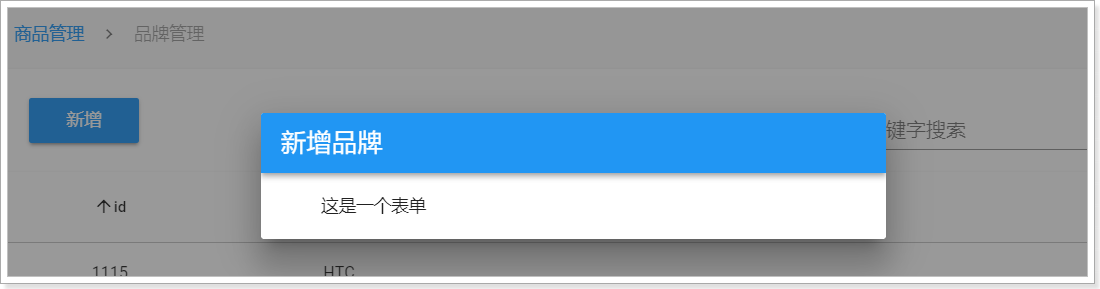 商品管理 > 品牌管理
新增
新增品牌
键字搜索
这是一个表单
↑ id
1115 HTC